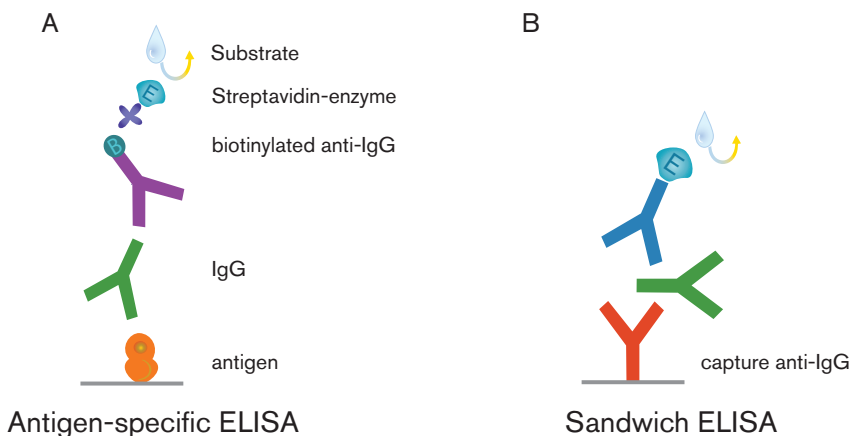 A
Substrate
E
Streptavidin-enzyme
B
biotinylated anti-IgG
IgG
antigen
Antigen-specific ELISA
B
E
capture anti-IgG
Sandwich ELISA